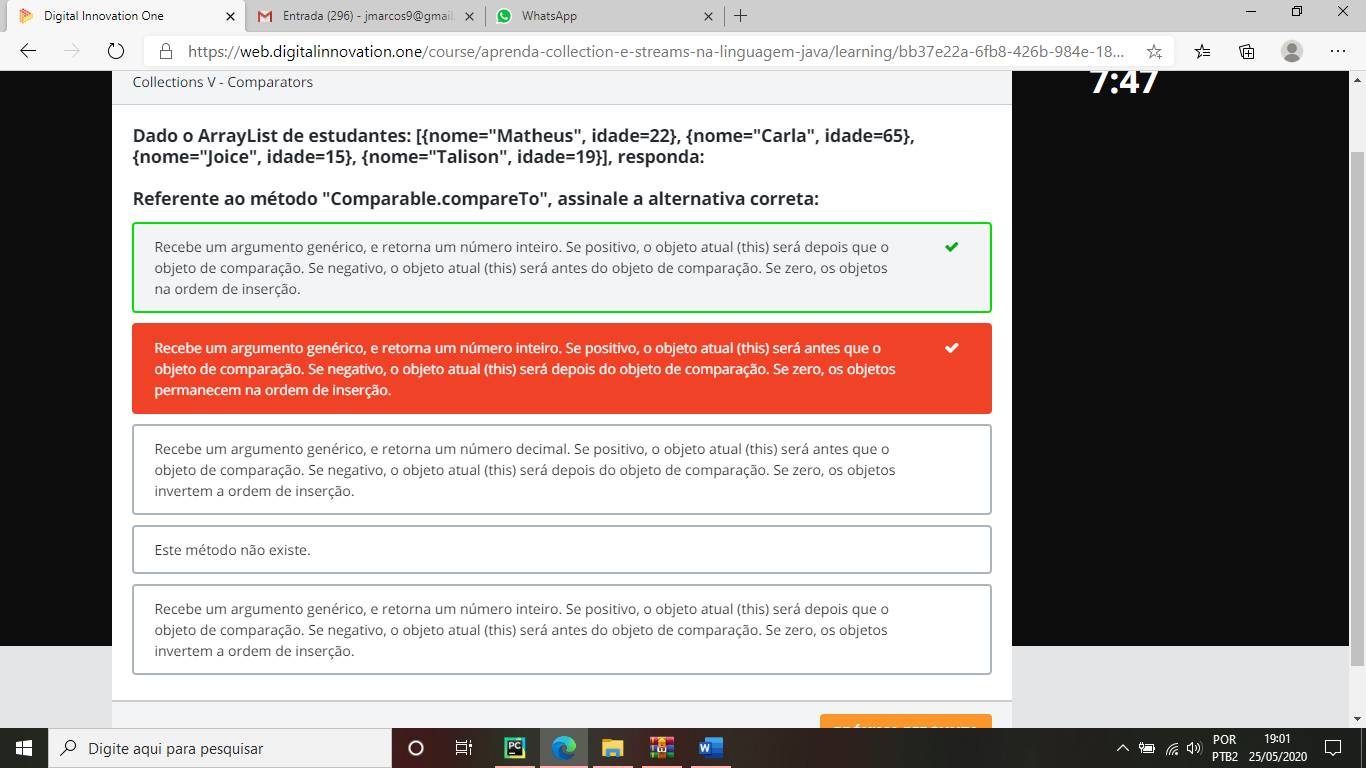 Digital Innovation One
Entrada (296) - jmarcos9@gmail.
WhatsApp
https://web.digitalinnovation.one/course/aprenda-collection-e-streams-na-linguagem-java/learning/bb37e22a-6fb8-426b-984e-18...
Collections V - Comparators
7:47
Dado o ArrayList de estudantes: [{nome="Matheus", idade=22}, {nome="Carla", idade=65},
{nome="Joice", idade=15}, {nome="Talison", idade=19}], responda:
Referente ao método "Comparable.compareTo", assinale a alternativa correta:
Recebe um argumento genérico, e retorna um número inteiro. Se positivo, o objeto atual (this) será depois que o
objeto de comparação. Se negativo, o objeto atual (this) será antes do objeto de comparação. Se zero, os objetos
na ordem de inserção.
Recebe um argumento genérico, e retorna um número inteiro. Se positivo, o objeto atual (this) será antes que o
objeto de comparação. Se negativo, o objeto atual (this) será depois do objeto de comparação. Se zero, os objetos
permanecem na ordem de inserção.
Recebe um argumento genérico, e retorna um número decimal. Se positivo, o objeto atual (this) será antes que o
objeto de comparação. Se negativo, o objeto atual (this) será depois do objeto de comparação. Se zero, os objetos
invertem a ordem de inserção.
Este método não existe.
Recebe um argumento genérico, e retorna um número inteiro. Se positivo, o objeto atual (this) será depois que o
objeto de comparação. Se negativo, o objeto atual (this) será antes do objeto de comparação. Se zero, os objetos
invertem a ordem de inserção.
Digite aqui para pesquisar
POR
PTB2
19:01
25/05/2020